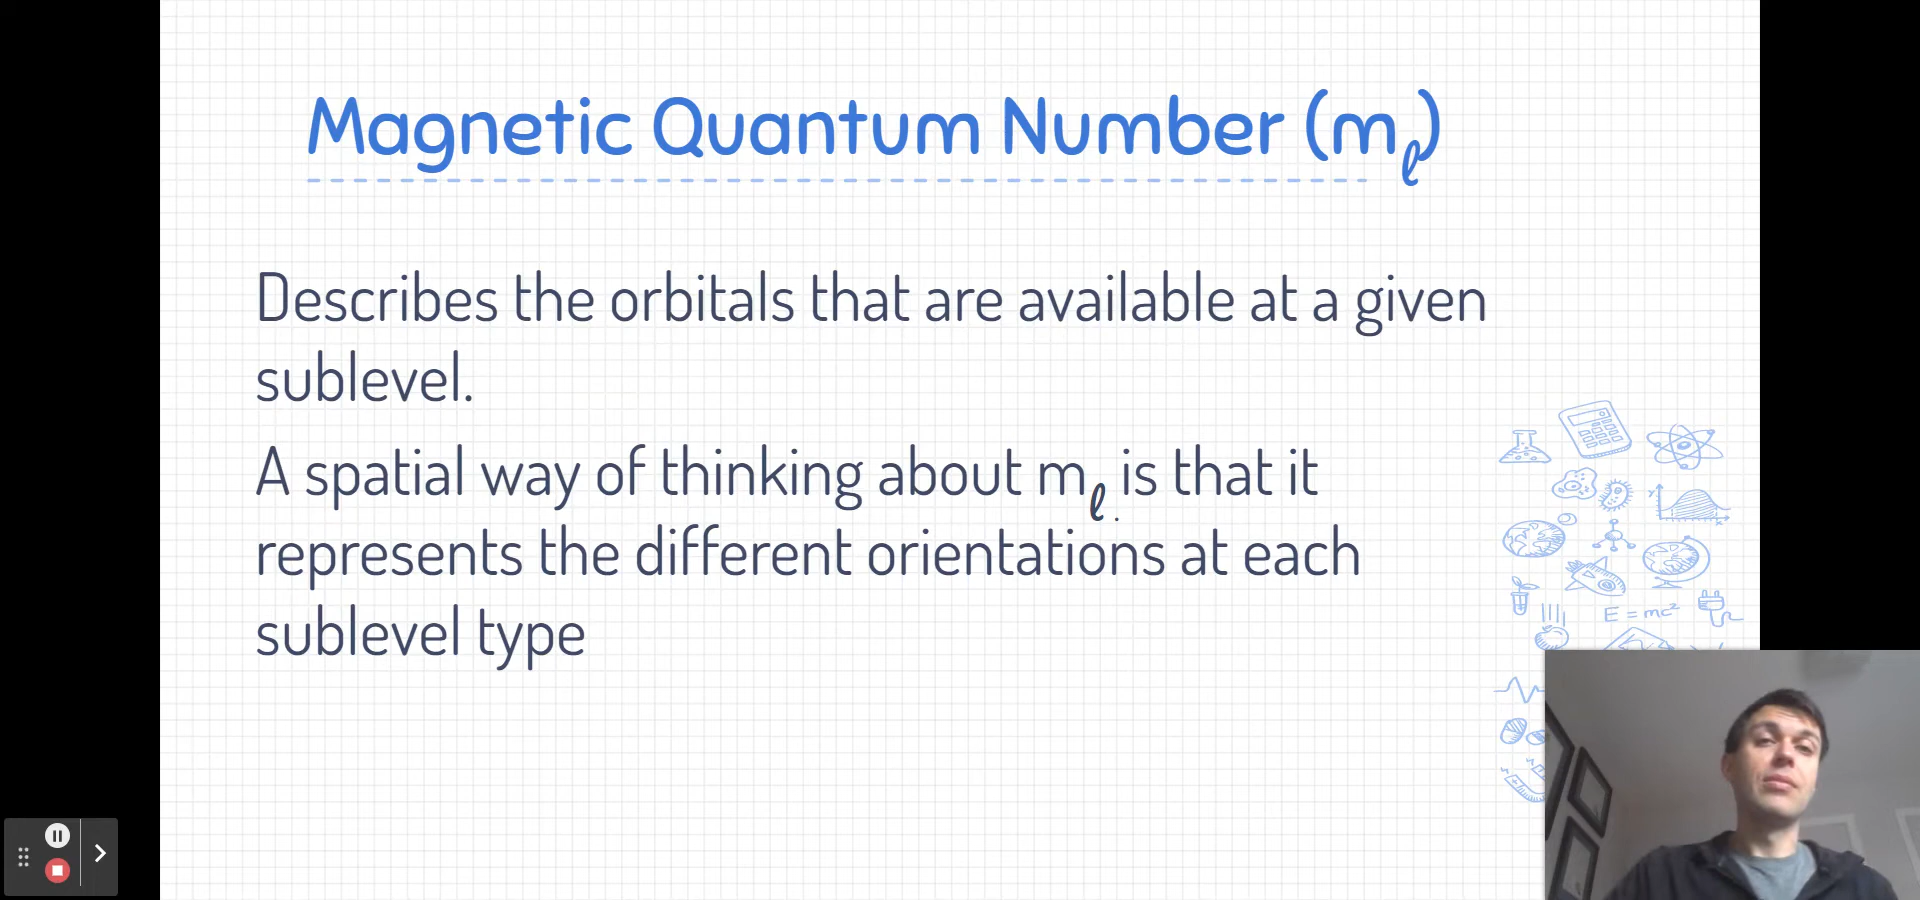 Magnetic Quantum Number (mℓ)
Describes the orbitals that are available at a given
sublevel.
A spatial way of thinking about mℓ is that it
represents the different orientations at each
sublevel type
E = mc²